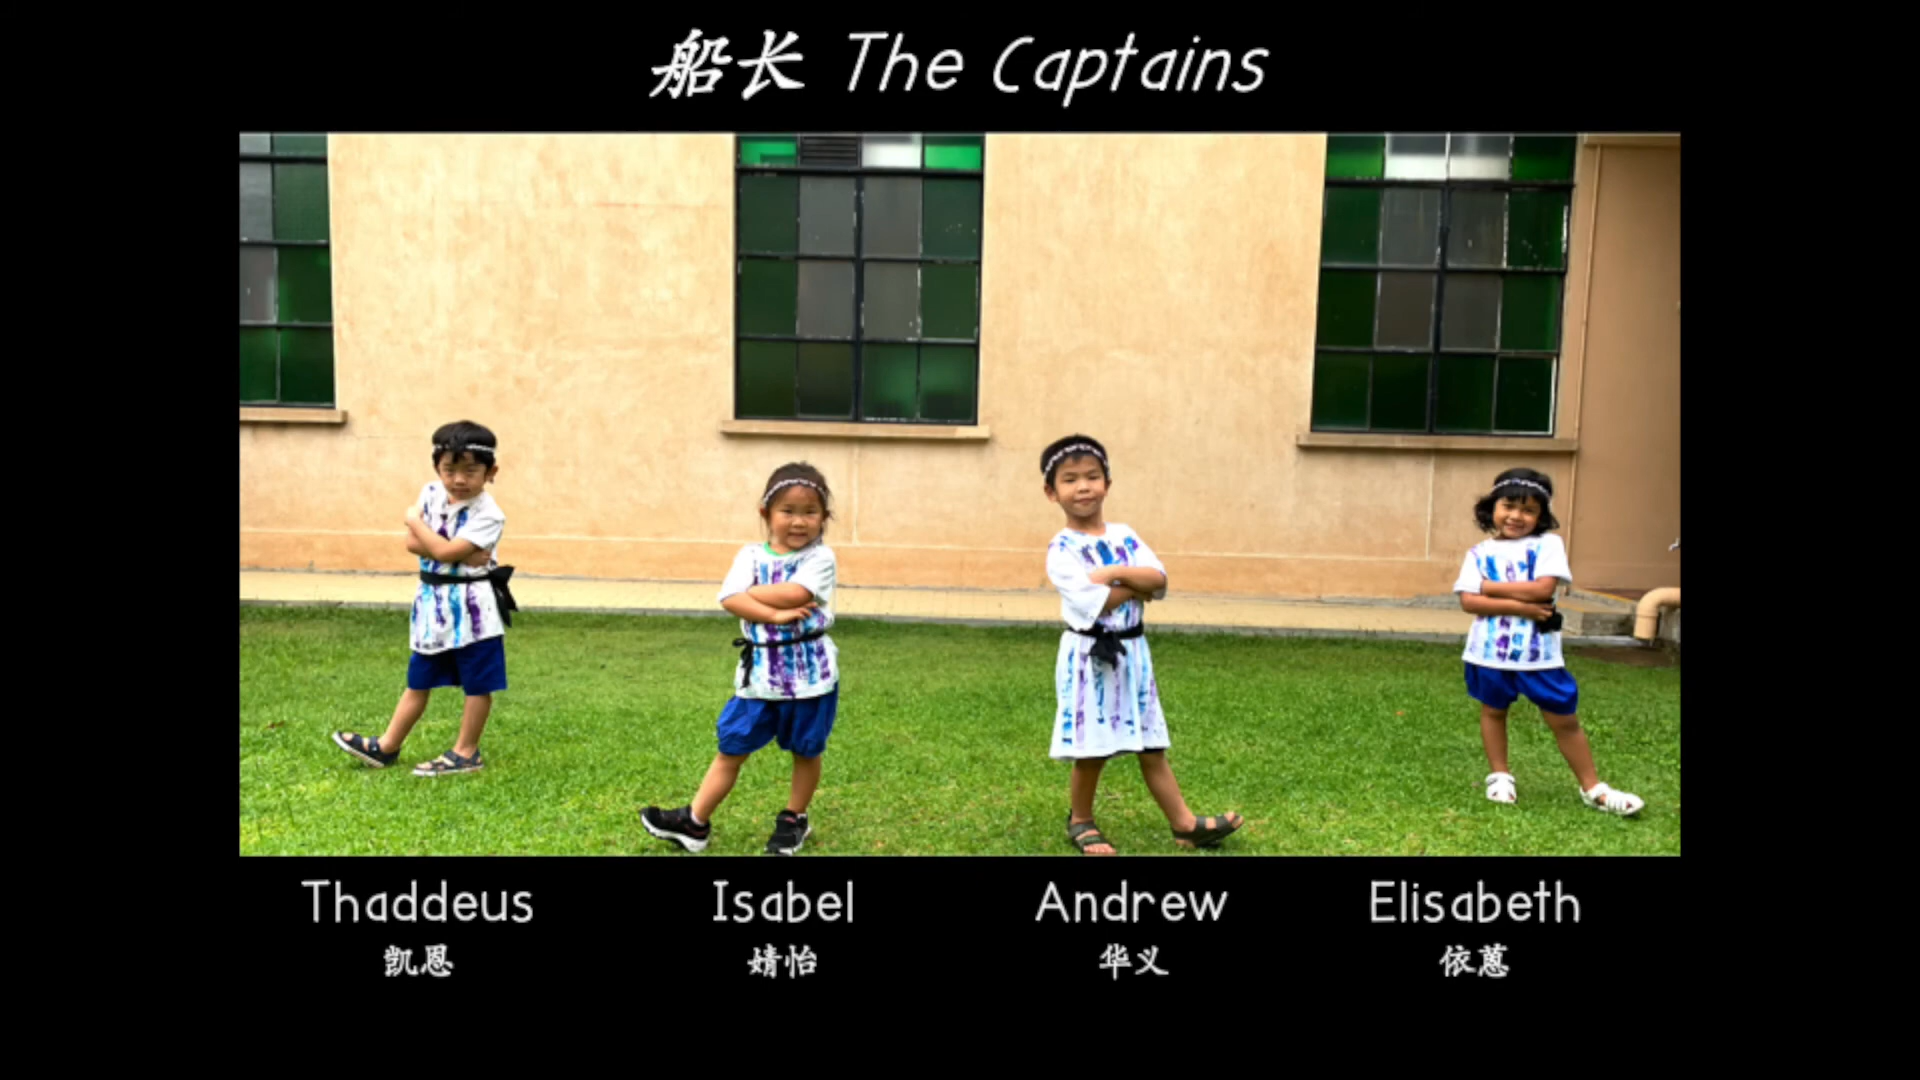 船长 The Captains
Thaddeus Isabel Andrew Elisabeth
凯恩 婧怡 华义 依蒽